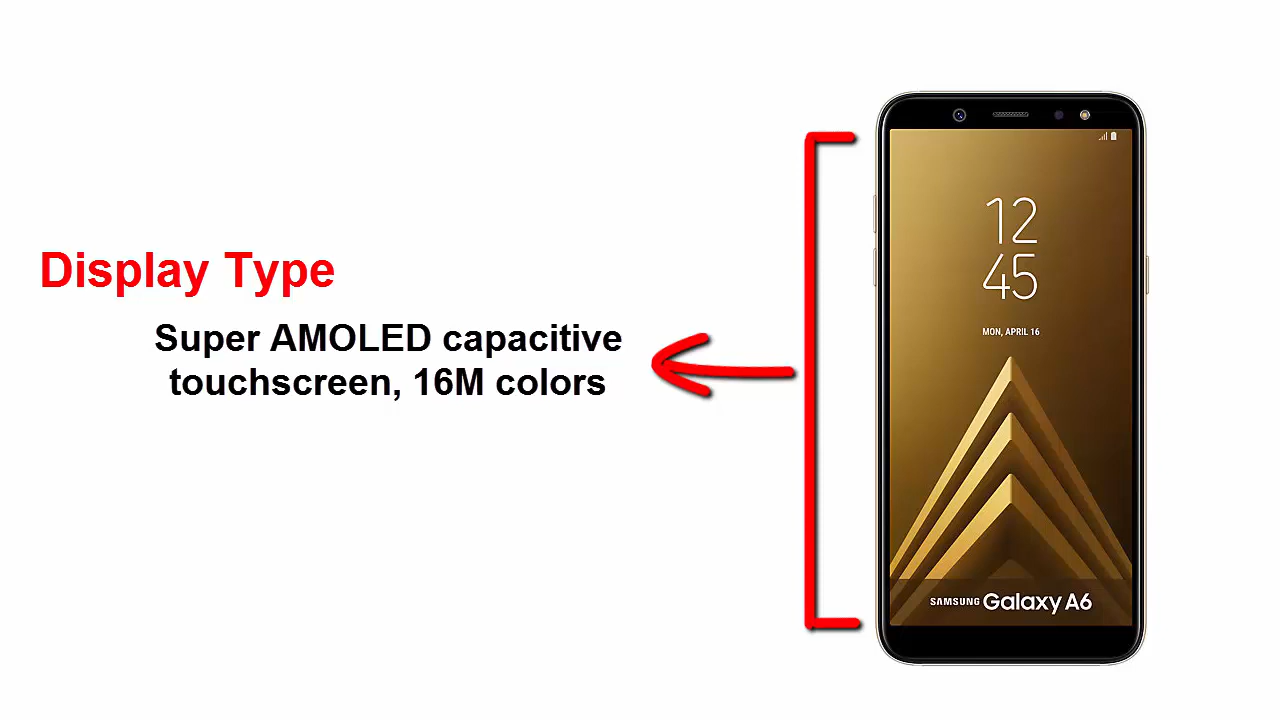 Display Type
Super AMOLED capacitive
touchscreen, 16M colors
12
45
MON, APRIL 16
SAMSUNG Galaxy A6